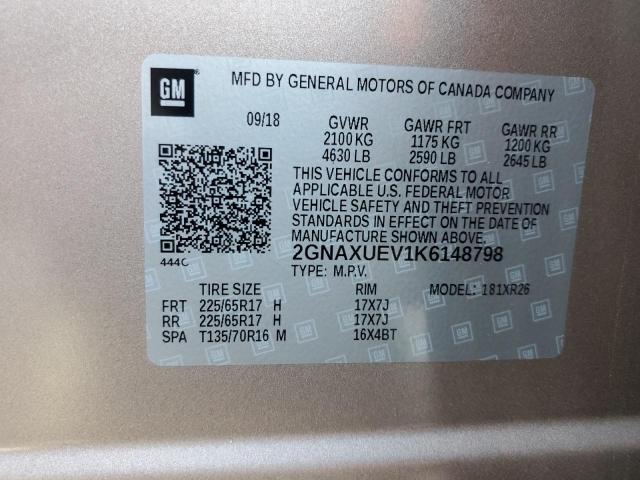 GM ®
MFD BY GENERAL MOTORS OF CANADA COMPANY
09/18 GVWR GAWR FRT GAWR RR
2100 KG 1175 KG 1200 KG
4630 LB 2590 LB 2645 LB
THIS VEHICLE CONFORMS TO ALL
APPLICABLE U.S. FEDERAL MOTOR
VEHICLE SAFETY AND THEFT PREVENTION
STANDARDS IN EFFECT ON THE DATE OF
MANUFACTURE SHOWN ABOVE.
444C 2GNAXUEV1K6148798
TYPE: M.P.V.
TIRE SIZE RIM MODEL: 181XR26
FRT 225/65R17 H 17X7J
RR 225/65R17 H 17X7J
SPA T135/70R16 M 16X4BT